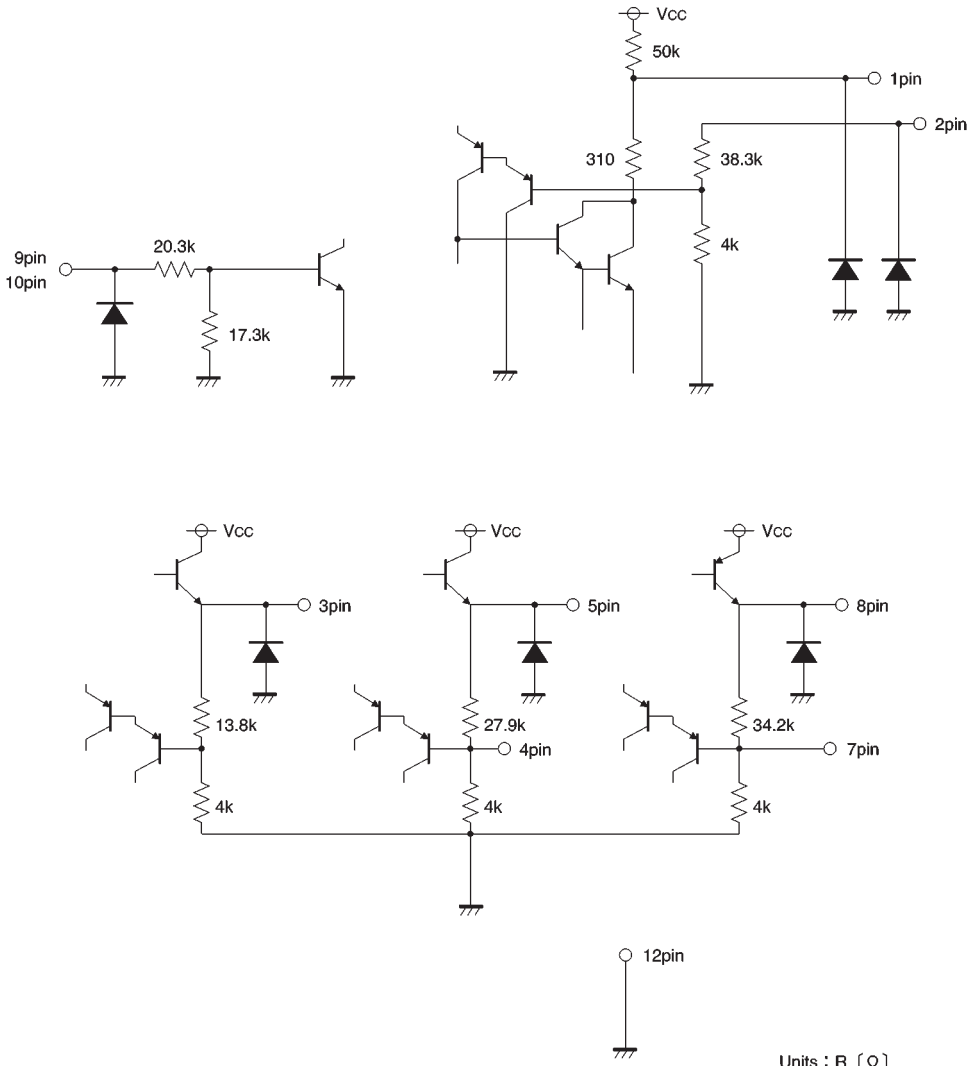 Vcc
50k
1pin
2pin
310
38.3k
4k
9pin
10pin
20.3k
17.3k
Vcc
3pin
13.8k
4k
Vcc
5pin
27.9k
4pin
4k
Vcc
8pin
34.2k
7pin
4k
12pin
Units : R〔Ω〕